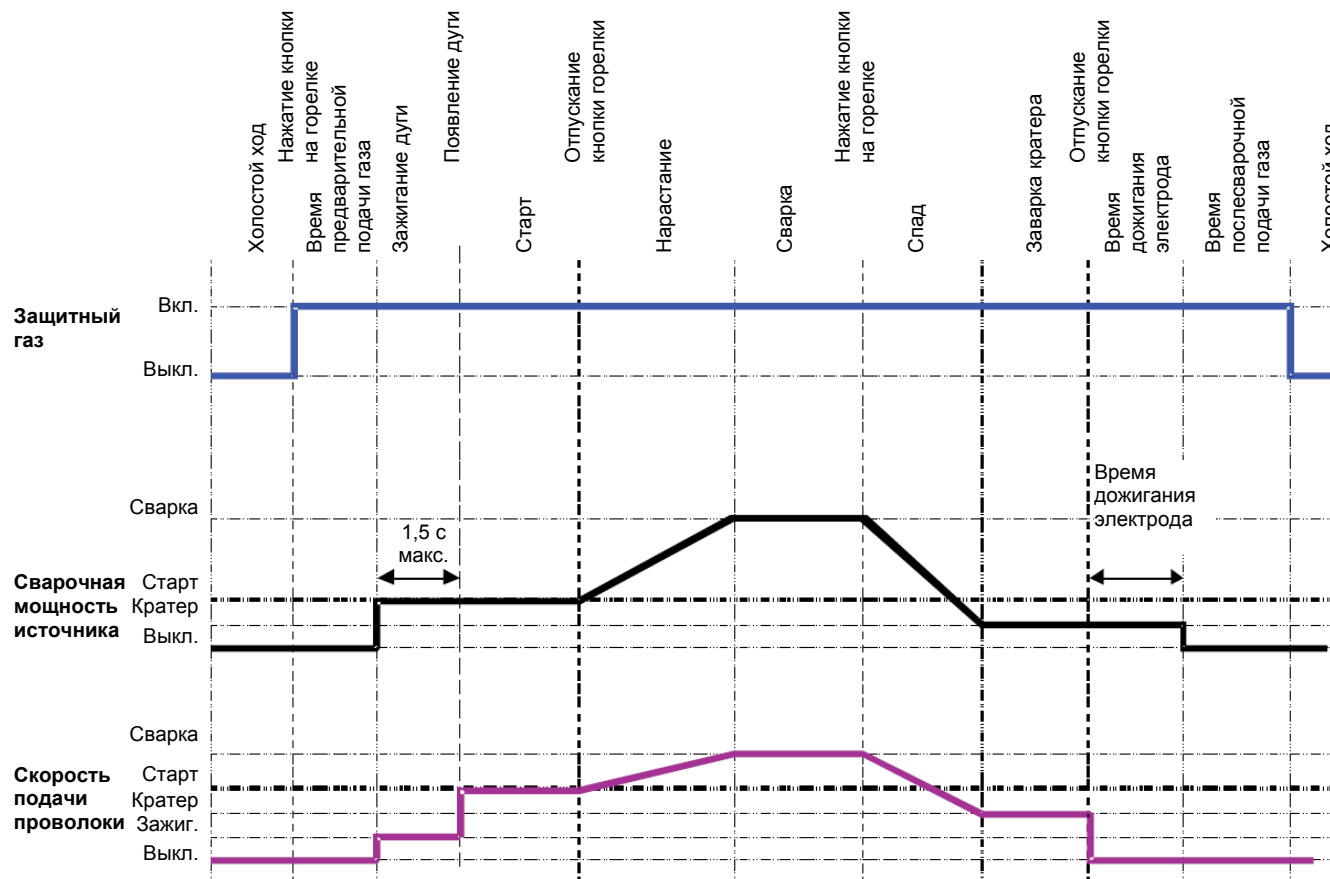 Холостой ход
Нажатие кнопки
на горелке
Время
предварительной
подачи газа
Зажигание дуги
Появление дуги
Старт
Отпускание
кнопки горелки
Нарастание
Сварка
Нажатие кнопки
на горелке
Спад
Заварка кратера
Отпускание
кнопки горелки
Время
дожигания
электрода
Время
послесварочной
подачи газа
Холостой ход
Защитный
газ
Вкл.
Выкл.
Сварочная
мощность
источника
Сварка
Старт
Кратер
Выкл.
1,5 с
макс.
Время
дожигания
электрода
Скорость
подачи
проволоки
Сварка
Старт
Кратер
Зажиг.
Выкл.